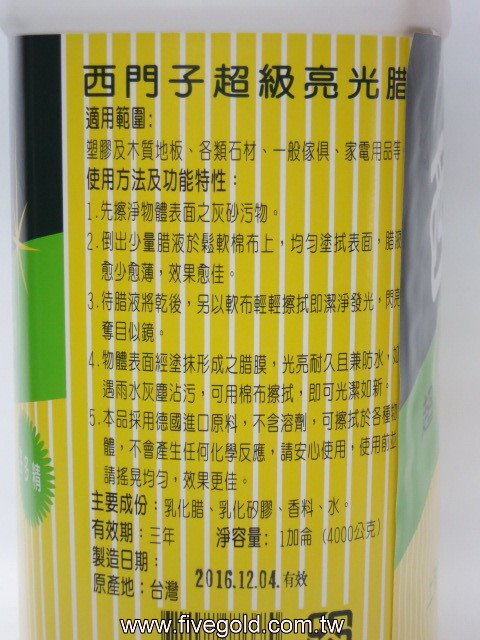 西門子超級亮光腊
適用範圍:
塑膠及木質地板、各類石材、一般傢俱、家電用品等
使用方法及功能特性:
1.先擦淨物體表面之灰砂污物。
2.倒出少量腊液於鬆軟棉布上,均勻塗拭表面,腊液
愈少愈薄,效果愈佳。
3.待腊液將乾後,另以軟布輕輕擦拭即潔淨發光,閃亮
奪目似鏡。
4.物體表面經塗抹形成之腊膜,光亮耐久且兼防水,如
遇雨水灰塵沾污,可用棉布擦拭,即可光潔如新。
5.本品採用德國進口原料,不含溶劑,可擦拭於各種物
體,不會產生任何化學反應,請安心使用,使用前並
請搖晃均勻,效果更佳。
主要成份:乳化腊、乳化矽膠、香料、水。
有效期:三年 淨容量: 1加侖(4000公克)
製造日期:
2016.12.04.有效
原產地:台灣
www.fivegold.com.tw